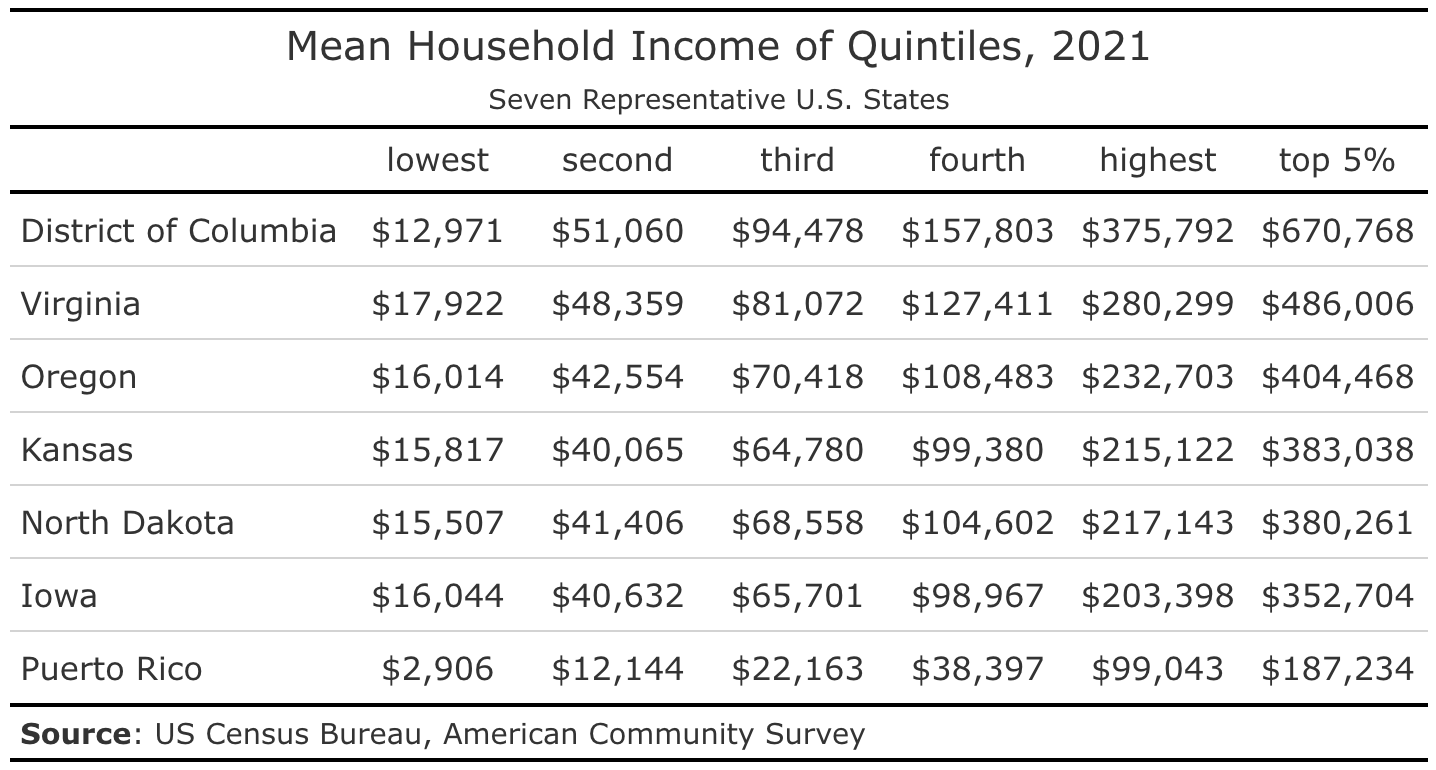 Mean Household Income of Quintiles, 2021
Seven Representative U.S. States
lowest second third fourth highest top 5%
District of Columbia $12,971 $51,060 $94,478 $157,803 $375,792 $670,768
Virginia $17,922 $48,359 $81,072 $127,411 $280,299 $486,006
Oregon $16,014 $42,554 $70,418 $108,483 $232,703 $404,468
Kansas $15,817 $40,065 $64,780 $99,380 $215,122 $383,038
North Dakota $15,507 $41,406 $68,558 $104,602 $217,143 $380,261
Iowa $16,044 $40,632 $65,701 $98,967 $203,398 $352,704
Puerto Rico $2,906 $12,144 $22,163 $38,397 $99,043 $187,234
Source: US Census Bureau, American Community Survey